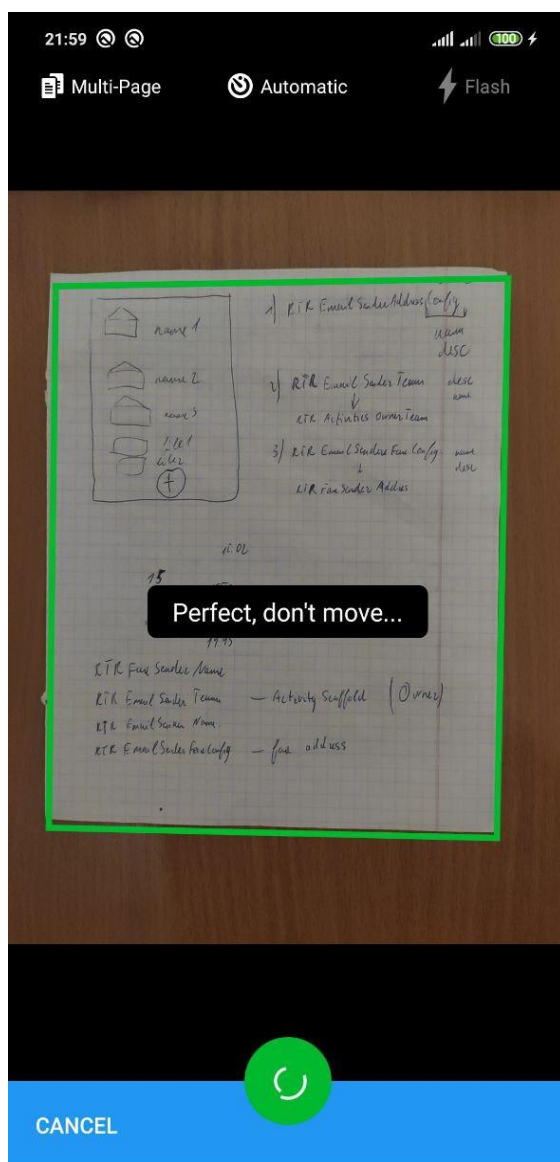 21:59
100
Multi-Page
Automatic
Flash
name 1
name 2
name 3
1) RTR Email Sender Address Config
name
desc
2) RTR Email Sender Team
desc
name
RTR Activities Owner Team
3) RTR Email Senders Fax Config
name
desc
RTR Fax Sender Address
15
Perfect, don't move...
RTR Fax Sender Name
RTR Email Sender Team — Activity Scaffold (Owner)
RTR Email Sender Name
RTR Email Sender Fax Config — fax address
CANCEL